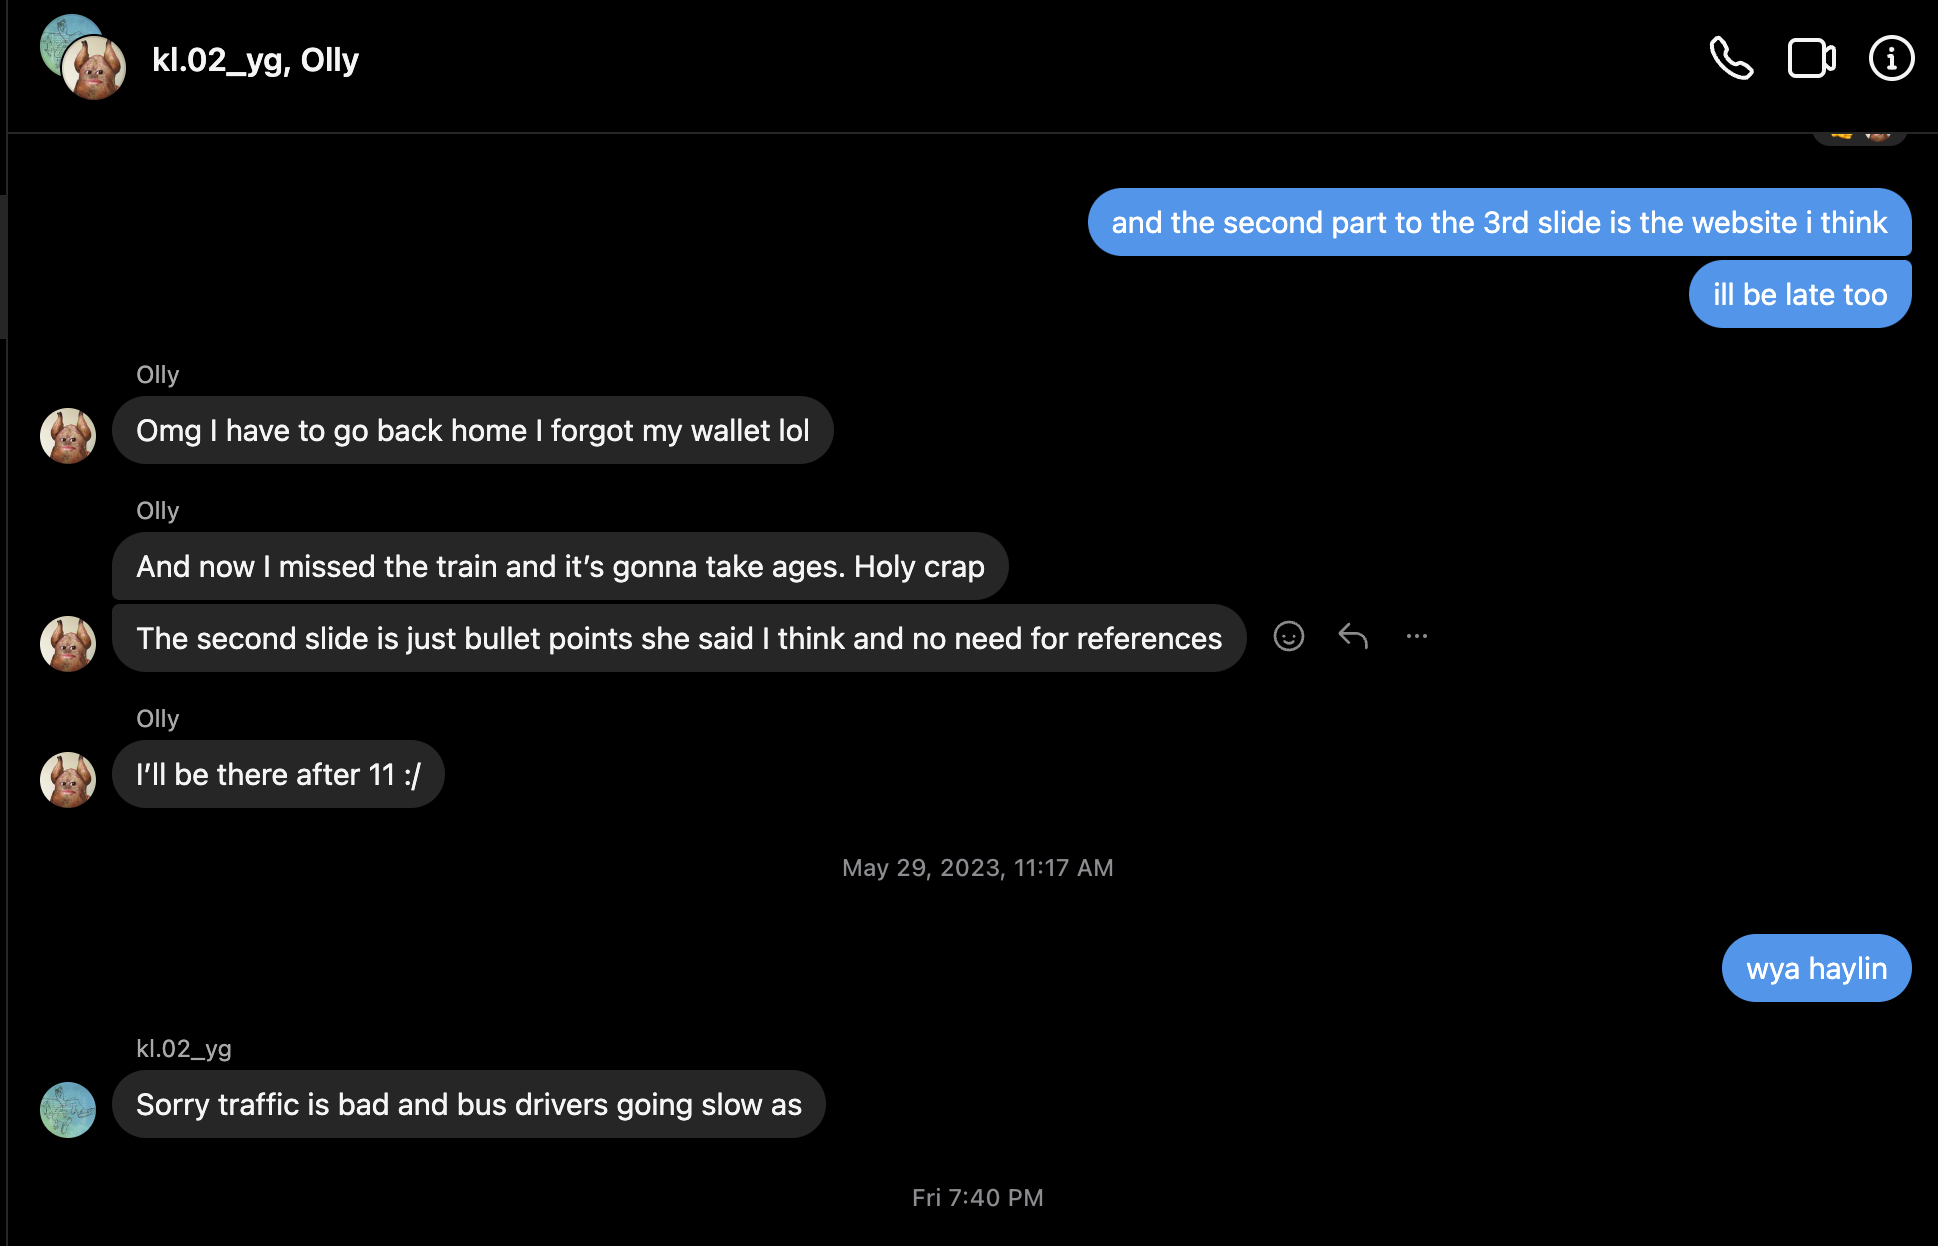 kl.02_yg, Olly
and the second part to the 3rd slide is the website i think
ill be late too
Olly
Omg I have to go back home I forgot my wallet lol
Olly
And now I missed the train and it’s gonna take ages. Holy crap
The second slide is just bullet points she said I think and no need for references
Olly
I’ll be there after 11 :/
May 29, 2023, 11:17 AM
wya haylin
kl.02_yg
Sorry traffic is bad and bus drivers going slow as
Fri 7:40 PM